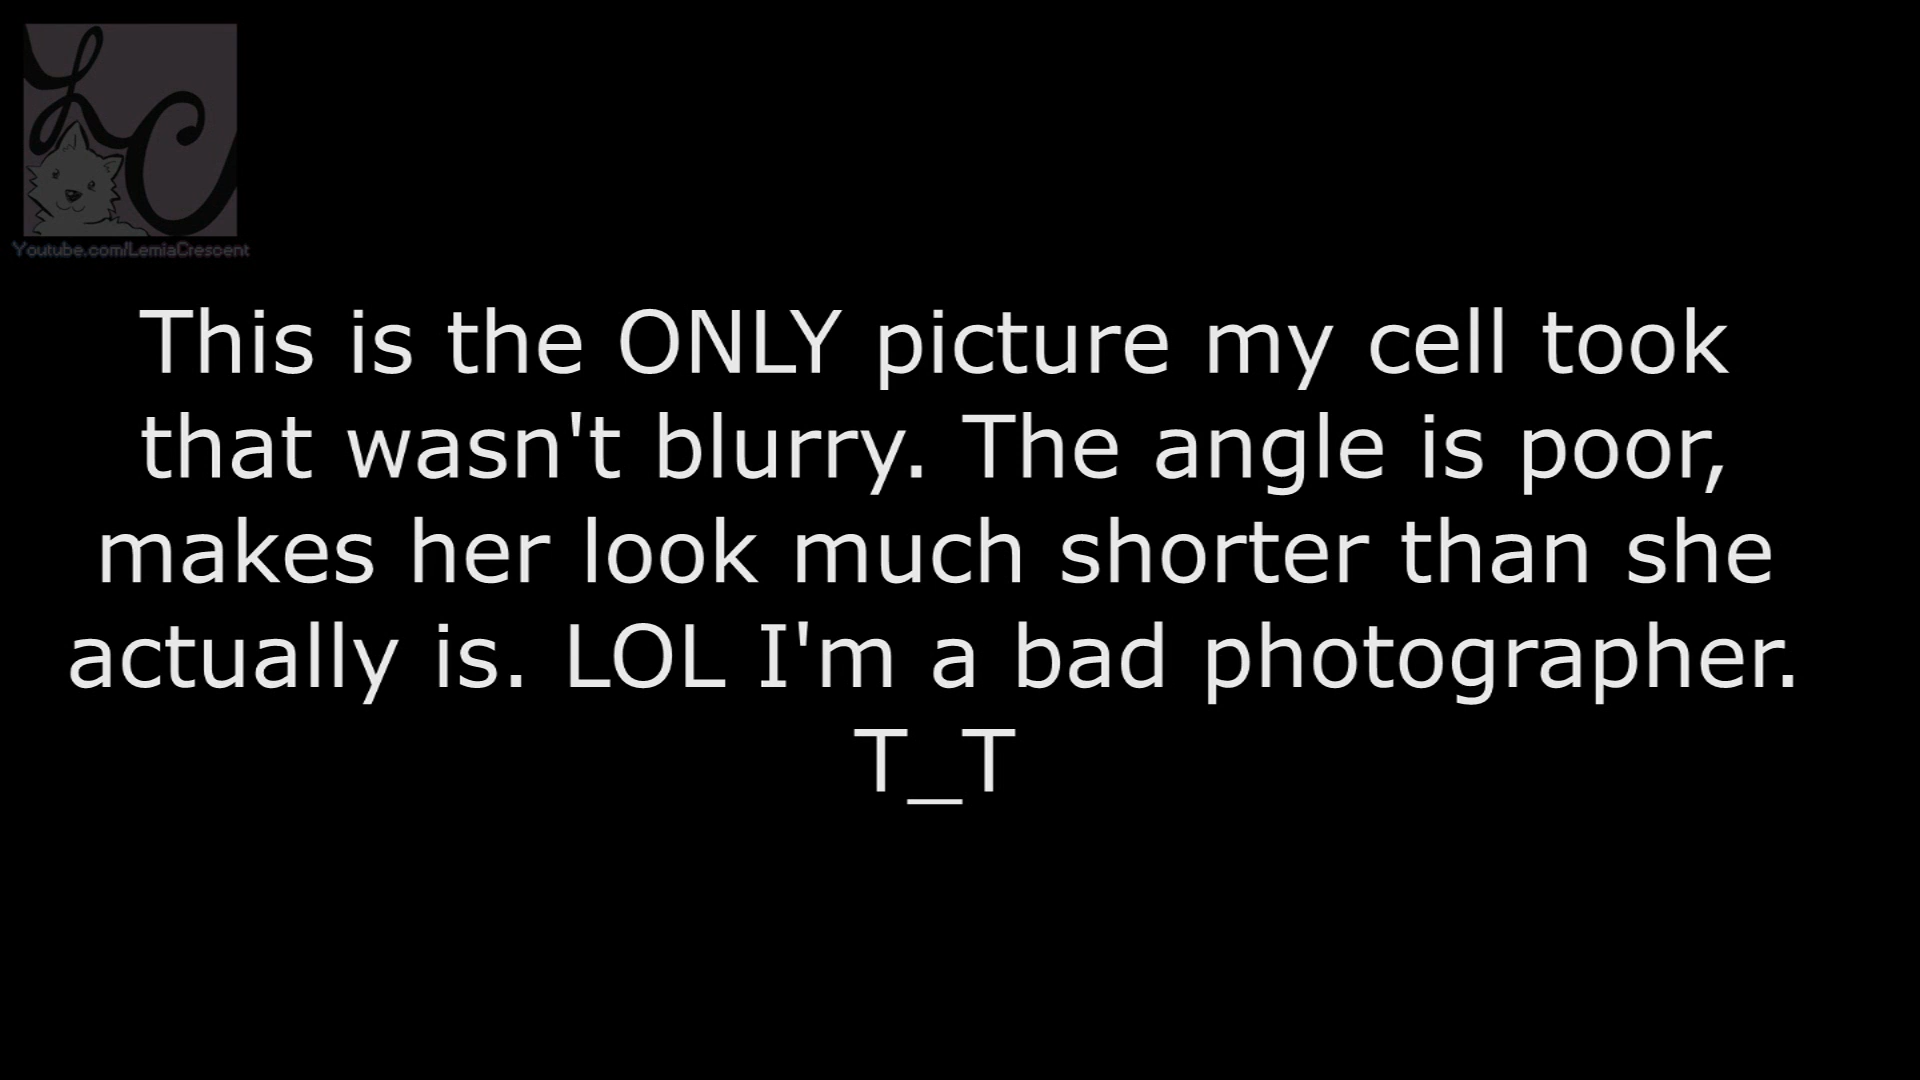 LC
Youtube.com/LemiaCrescent
This is the ONLY picture my cell took
that wasn't blurry. The angle is poor,
makes her look much shorter than she
actually is. LOL I'm a bad photographer.
T_T